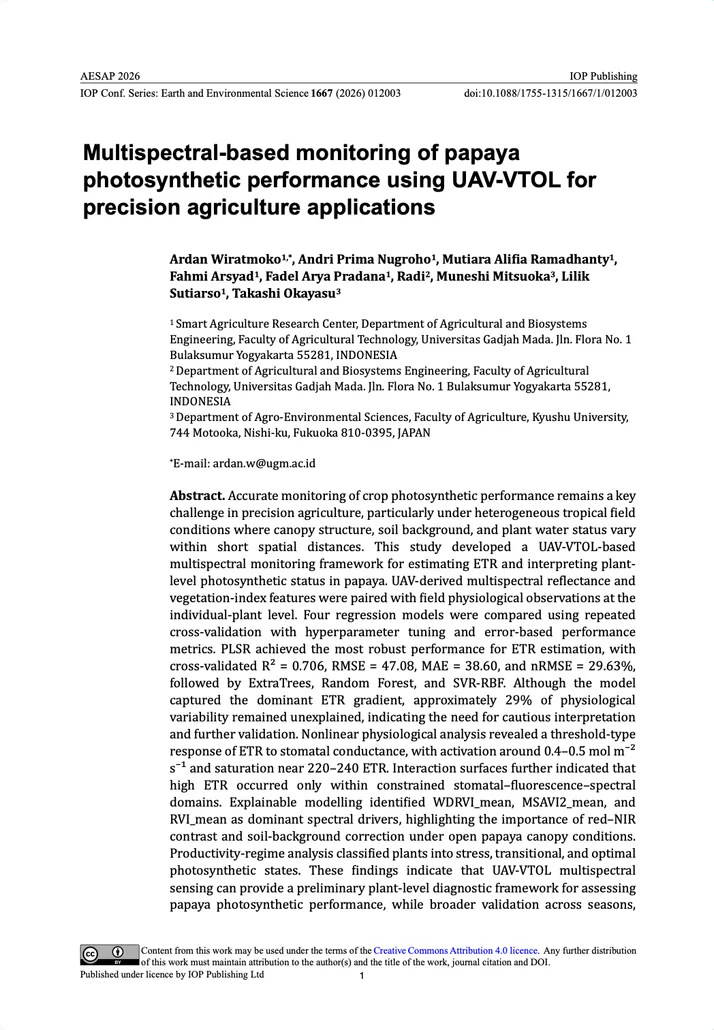 AESAP 2026
IOP Publishing
IOP Conf. Series: Earth and Environmental Science 1667 (2026) 012003
doi:10.1088/1755-1315/1667/1/012003
Multispectral-based monitoring of papaya
photosynthetic performance using UAV-VTOL for
precision agriculture applications
Ardan Wiratmoko¹,*, Andri Prima Nugroho¹, Mutiara Alifia Ramadhanty¹,
Fahmi Arsyad¹, Fadel Arya Pradana¹, Radi², Muneshi Mitsuoka³, Lilik
Sutiarso¹, Takashi Okayasu³
¹ Smart Agriculture Research Center, Department of Agricultural and Biosystems
Engineering, Faculty of Agricultural Technology, Universitas Gadjah Mada. Jln. Flora No. 1
Bulaksumur Yogyakarta 55281, INDONESIA
² Department of Agricultural and Biosystems Engineering, Faculty of Agricultural
Technology, Universitas Gadjah Mada. Jln. Flora No. 1 Bulaksumur Yogyakarta 55281,
INDONESIA
³ Department of Agro-Environmental Sciences, Faculty of Agriculture, Kyushu University,
744 Motooka, Nishi-ku, Fukuoka 810-0395, JAPAN
*E-mail: ardan.w@ugm.ac.id
Abstract. Accurate monitoring of crop photosynthetic performance remains a key
challenge in precision agriculture, particularly under heterogeneous tropical field
conditions where canopy structure, soil background, and plant water status vary
within short spatial distances. This study developed a UAV-VTOL-based
multispectral monitoring framework for estimating ETR and interpreting plant-
level photosynthetic status in papaya. UAV-derived multispectral reflectance and
vegetation-index features were paired with field physiological observations at the
individual-plant level. Four regression models were compared using repeated
cross-validation with hyperparameter tuning and error-based performance
metrics. PLSR achieved the most robust performance for ETR estimation, with
cross-validated R² = 0.706, RMSE = 47.08, MAE = 38.60, and nRMSE = 29.63%,
followed by ExtraTrees, Random Forest, and SVR-RBF. Although the model
captured the dominant ETR gradient, approximately 29% of physiological
variability remained unexplained, indicating the need for cautious interpretation
and further validation. Nonlinear physiological analysis revealed a threshold-type
response of ETR to stomatal conductance, with activation around 0.4–0.5 mol m⁻²
s⁻¹ and saturation near 220–240 ETR. Interaction surfaces further indicated that
high ETR occurred only within constrained stomatal–fluorescence–spectral
domains. Explainable modelling identified WDRVI_mean, MSAVI2_mean, and
RVI_mean as dominant spectral drivers, highlighting the importance of red–NIR
contrast and soil-background correction under open papaya canopy conditions.
Productivity-regime analysis classified plants into stress, transitional, and optimal
photosynthetic states. These findings indicate that UAV-VTOL multispectral
sensing can provide a preliminary plant-level diagnostic framework for assessing
papaya photosynthetic performance, while broader validation across seasons,
cc BY
Content from this work may be used under the terms of the Creative Commons Attribution 4.0 licence. Any further distribution
of this work must maintain attribution to the author(s) and the title of the work, journal citation and DOI.
Published under licence by IOP Publishing Ltd
1